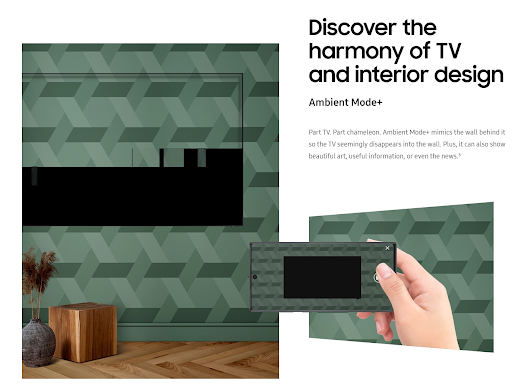 Discover the
harmony of TV
and interior design
Ambient Mode+
Part TV. Part chameleon. Ambient Mode+ mimics the wall behind it
so the TV seemingly disappears into the wall. Plus, it can also show
beautiful art, useful information, or even the news.⁶